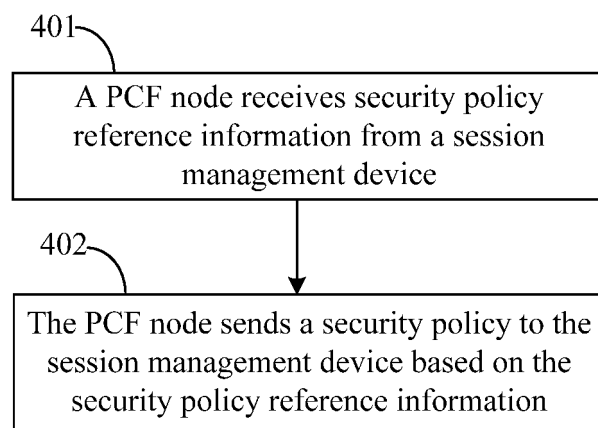 401
A PCF node receives security policy
reference information from a session
management device
402
The PCF node sends a security policy to the
session management device based on the
security policy reference information